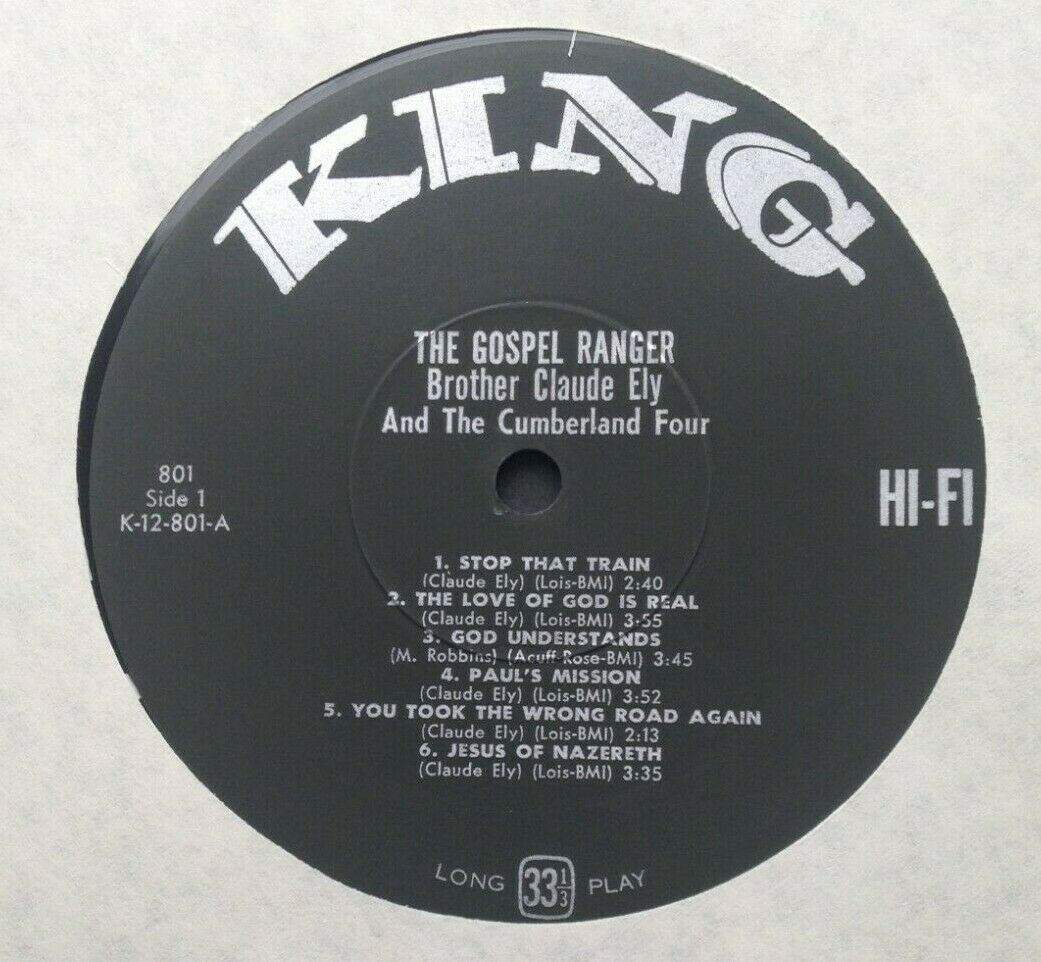 KING
THE GOSPEL RANGER
Brother Claude Ely
And The Cumberland Four
801
Side 1
K-12-801-A
HI-FI
1. STOP THAT TRAIN
(Claude Ely) (Lois-BMI) 2:40
2. THE LOVE OF GOD IS REAL
(Claude Ely) (Lois-BMI) 3-55
3. GOD UNDERSTANDS
(M. Robbins) (Acuff-Rose-BMI) 3:45
4. PAUL'S MISSION
(Claude Ely) (Lois-BMI) 3:52
5. YOU TOOK THE WRONG ROAD AGAIN
(Claude Ely) (Lois-BMI) 2:13
6. JESUS OF NAZERETH
(Claude Ely) (Lois-BMI) 3:35
LONG 33 1/3 PLAY